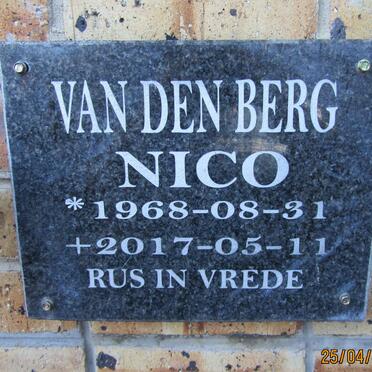 VAN DEN BERG
NICO
*1968-08-31
+2017-05-11
RUS IN VREDE
25/04/